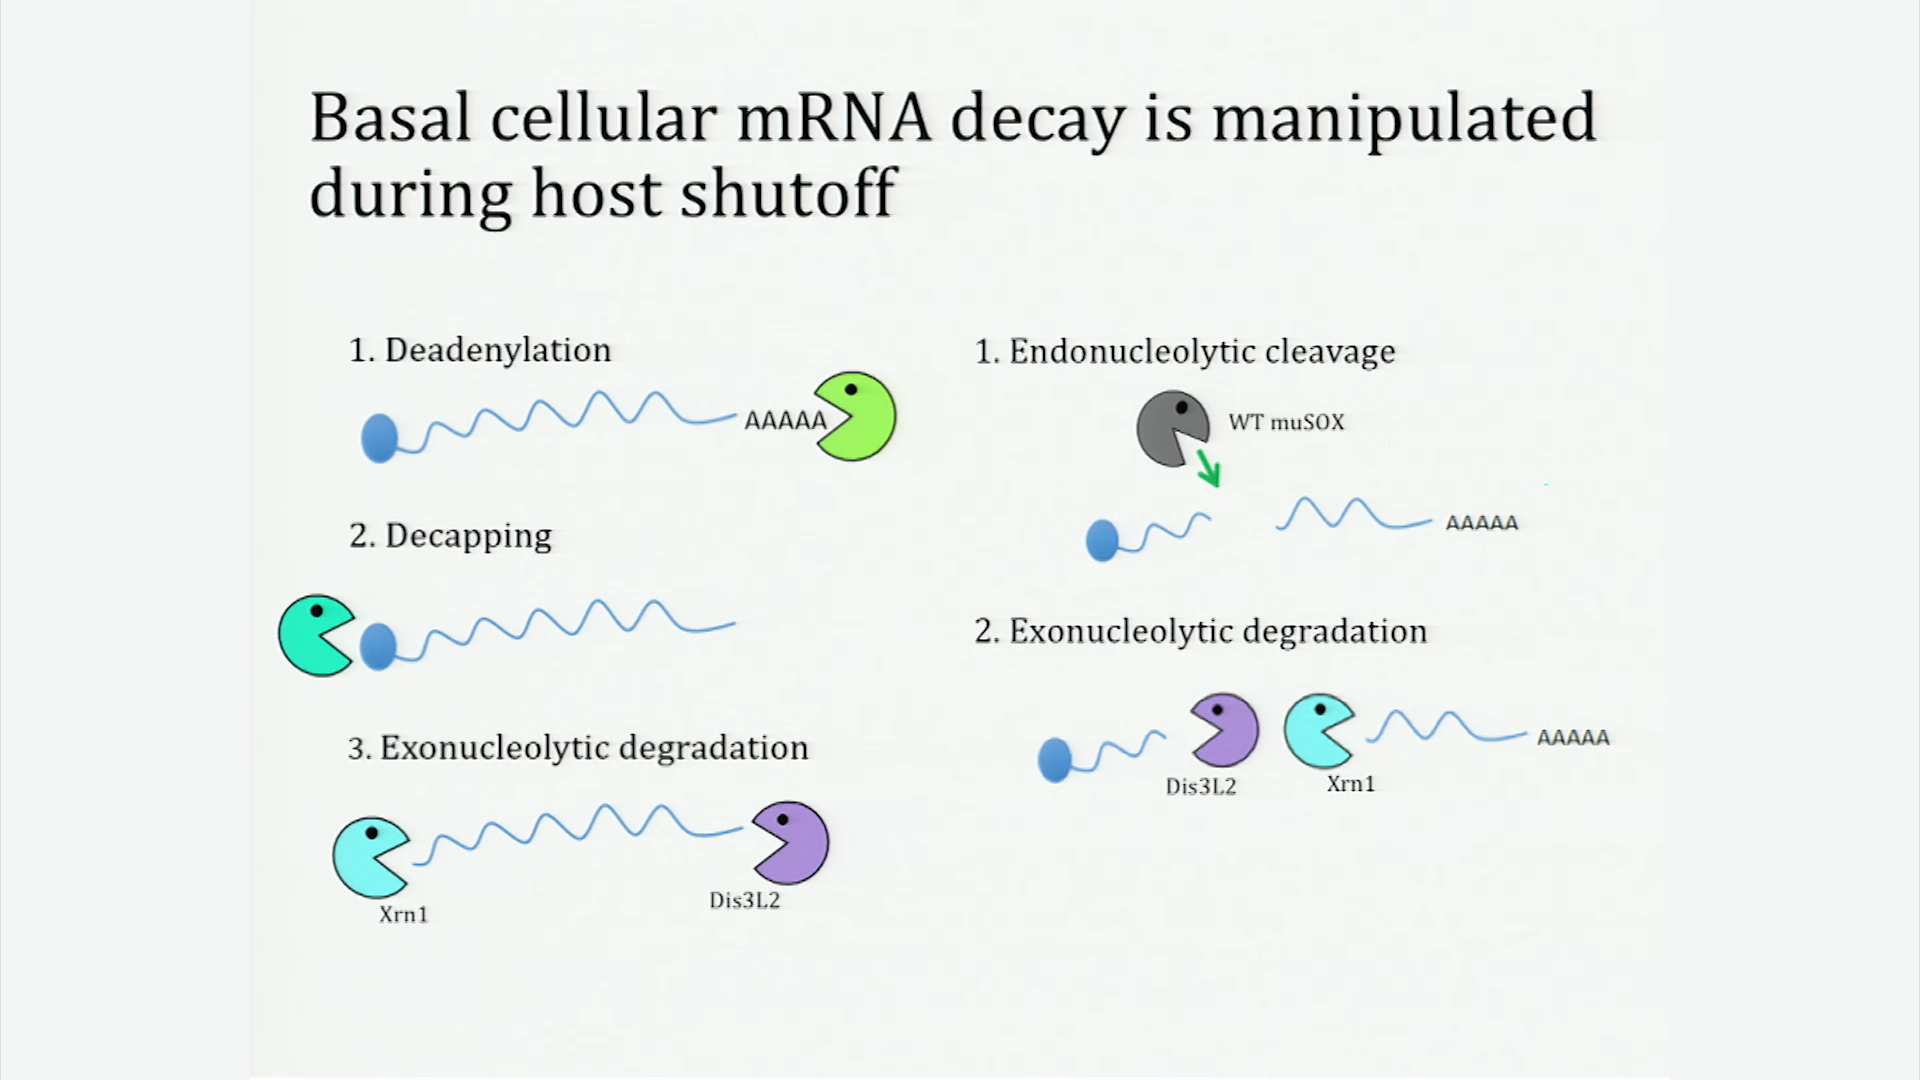 Basal cellular mRNA decay is manipulated
during host shutoff
1. Deadenylation
AAAAA
2. Decapping
3. Exonucleolytic degradation
Xrn1
Dis3L2
1. Endonucleolytic cleavage
WT muSOX
AAAAA
2. Exonucleolytic degradation
AAAAA
Dis3L2
Xrn1